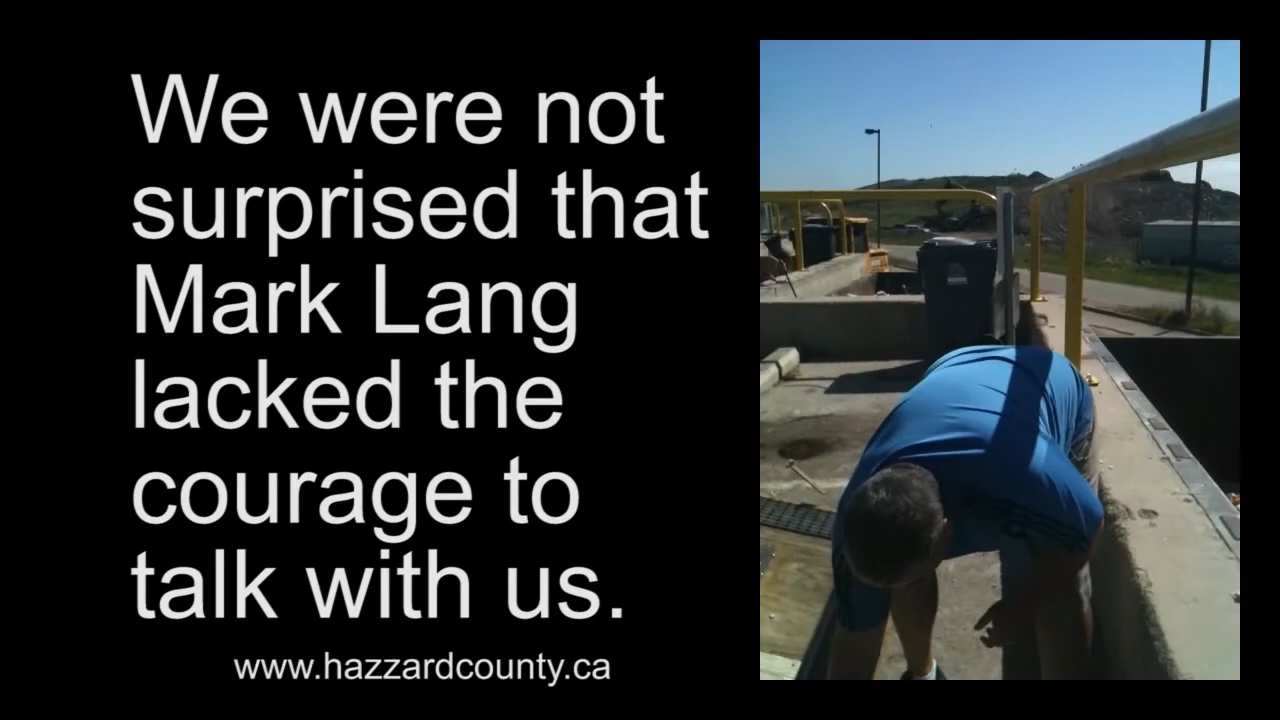 We were not
surprised that
Mark Lang
lacked the
courage to
talk with us.
www.hazzardcounty.ca